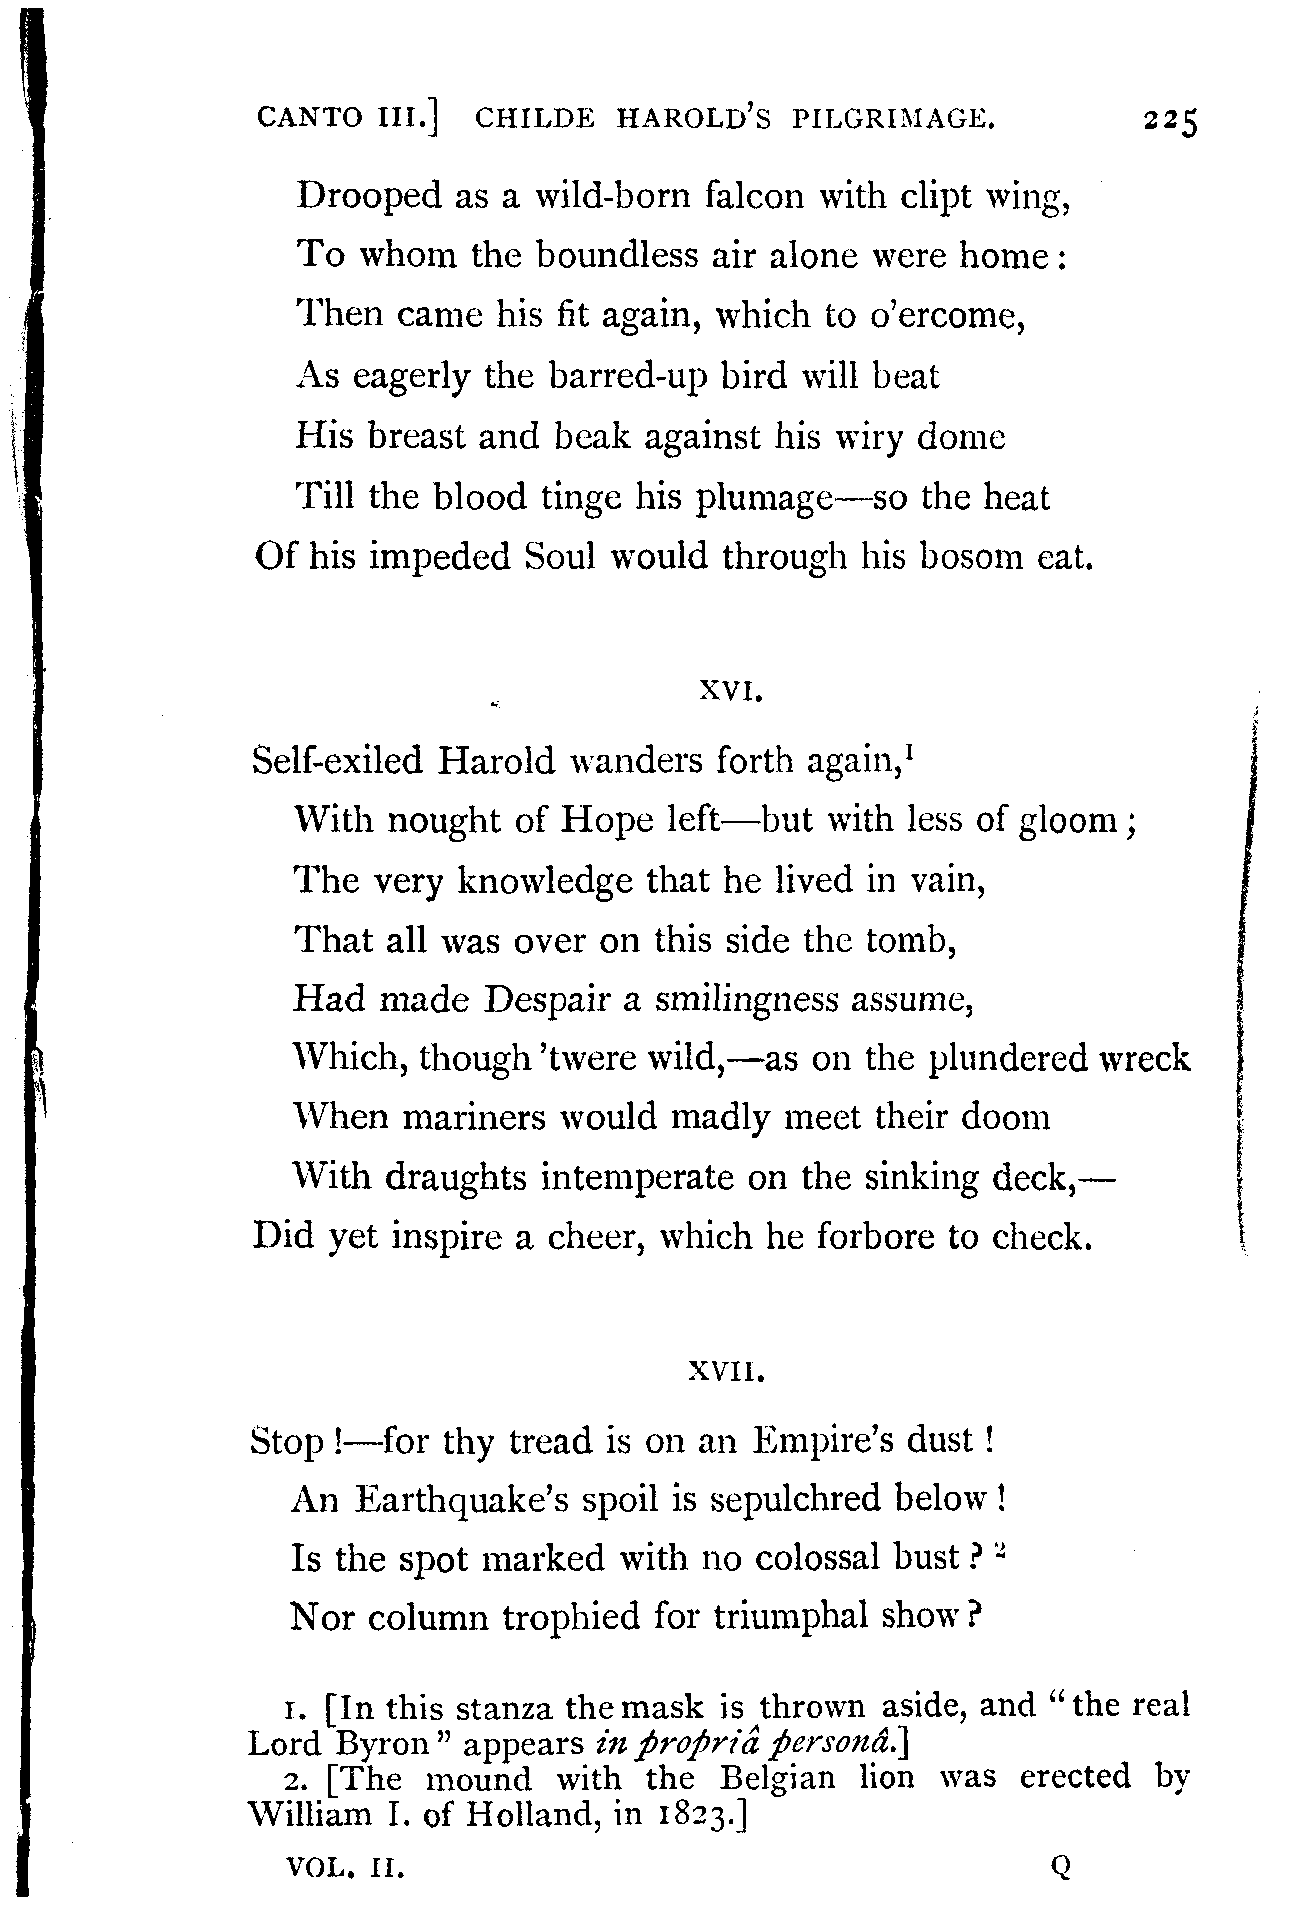 CANTO III.] CHILDE HAROLD'S PILGRIMAGE. 225
Drooped as a wild-born falcon with clipt wing,
To whom the boundless air alone were home :
Then came his fit again, which to o'ercome,
As eagerly the barred-up bird will beat
His breast and beak against his wiry dome
Till the blood tinge his plumage—so the heat
Of his impeded Soul would through his bosom eat.
XVI.
Self-exiled Harold wanders forth again,¹
With nought of Hope left—but with less of gloom ;
The very knowledge that he lived in vain,
That all was over on this side the tomb,
Had made Despair a smilingness assume,
Which, though 'twere wild,—as on the plundered wreck
When mariners would madly meet their doom
With draughts intemperate on the sinking deck,—
Did yet inspire a cheer, which he forbore to check.
XVII.
Stop !—for thy tread is on an Empire's dust !
An Earthquake's spoil is sepulchred below !
Is the spot marked with no colossal bust ? ²
Nor column trophied for triumphal show ?
1. [In this stanza the mask is thrown aside, and "the real
Lord Byron" appears in propriâ personâ.]
2. [The mound with the Belgian lion was erected by
William I. of Holland, in 1823.]
VOL. II. Q